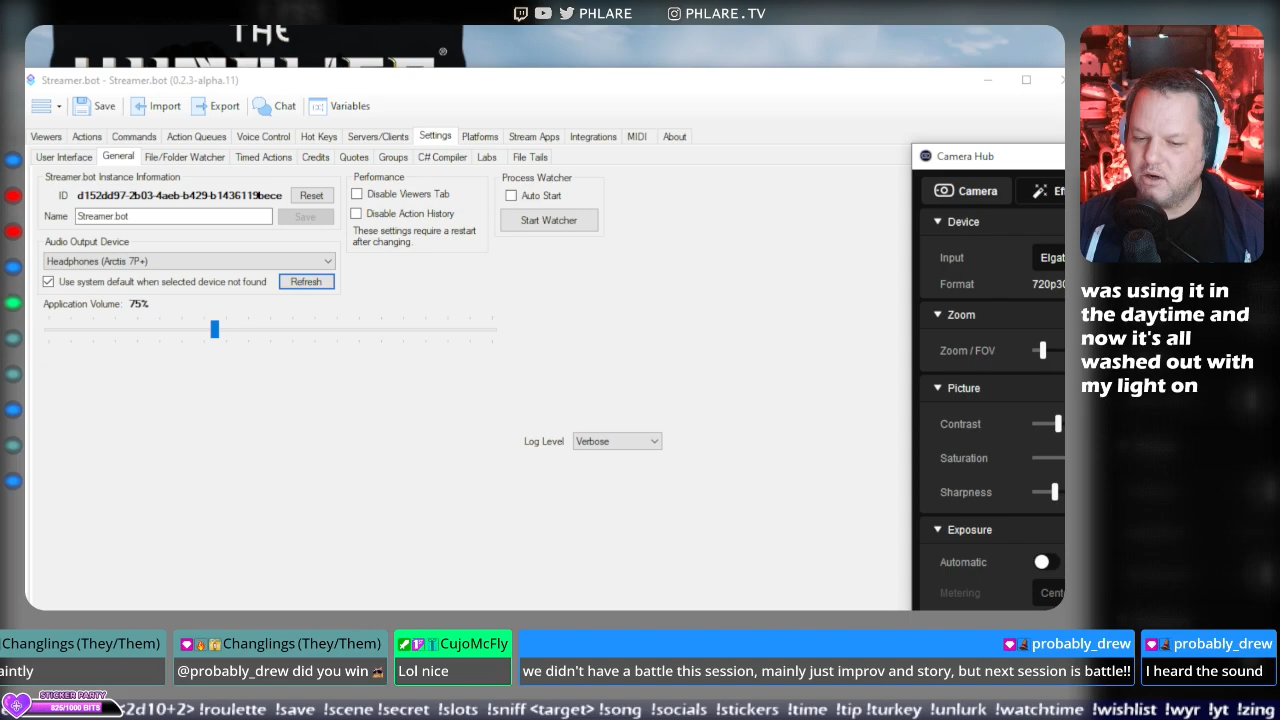 PHLARE
PHLARE.TV
THE
Streamer.bot - Streamer.bot (0.2.3-alpha.11)
Save Import Export Chat Variables
Viewers Actions Commands Action Queues Voice Control Hot Keys Servers/Clients Settings Platforms Stream Apps Integrations MIDI About
User Interface General File/Folder Watcher Timed Actions Credits Quotes Groups C# Compiler Labs File Tails
Streamer.bot Instance Information
ID d152dd97-2b03-4aeb-b429-b1436119bece Reset
Name Streamer.bot Save
Audio Output Device
Headphones (Arctis 7P+)
Use system default when selected device not found Refresh
Application Volume: 75%
Performance
Disable Viewers Tab
Disable Action History
These settings require a restart
after changing.
Process Watcher
Auto Start
Start Watcher
Log Level Verbose
Camera Hub
Camera Ef
Device
Input Elgat
Format 720p30
Zoom
Zoom / FOV
Picture
Contrast
Saturation
Sharpness
Exposure
Automatic
Metering Cent
was using it in
the daytime and
now it's all
washed out with
my light on
Changlings (They/Them)
aintly
Changlings (They/Them)
@probably_drew did you win
CujoMcFly
Lol nice
probably_drew
we didn't have a battle this session, mainly just improv and story, but next session is battle!!
probably_drew
I heard the sound
STICKER PARTY
825/1000 BITS
<2d10+2> !roulette !save !scene !secret !slots !sniff <target> !song !socials !stickers !time !tip !turkey !unlurk !watchtime !wishlist !wyr !yt !zing